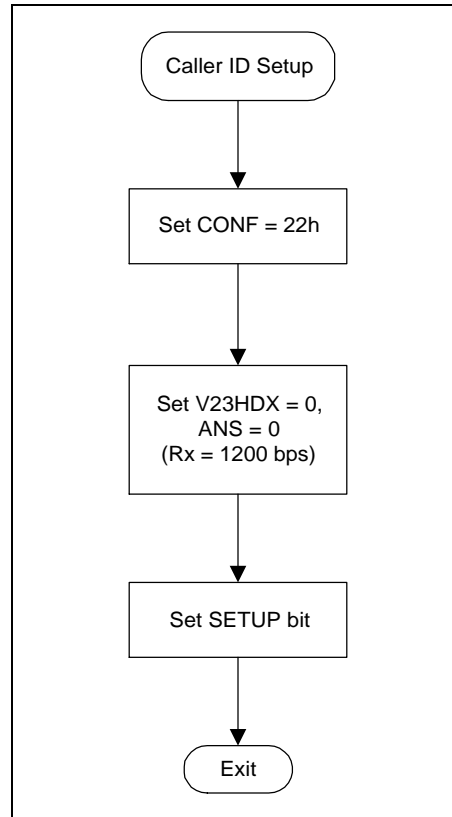 Caller ID Setup
Set CONF = 22h
Set V23HDX = 0,
ANS = 0
(Rx = 1200 bps)
Set SETUP bit
Exit